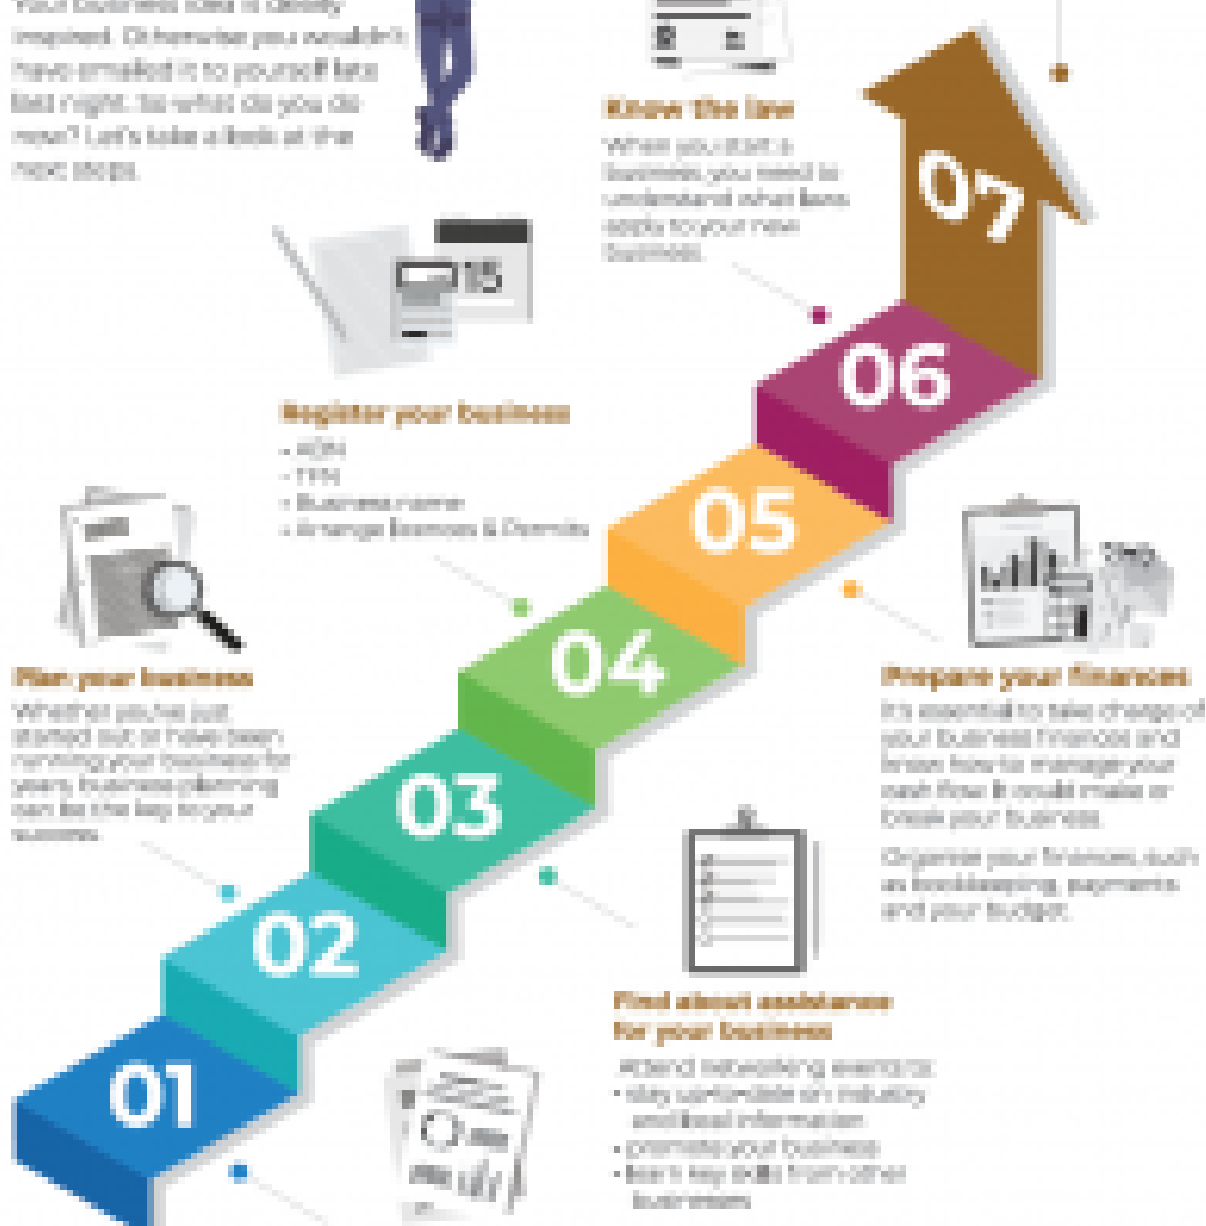 Your business idea is clearly
inspired. Otherwise you wouldn't
have emailed it to yourself late
last night. So what do you do
now? Let's take a look at the
next steps.
Know the law
When you start a
business, you need to
understand what laws
apply to your new
business.
07
15
06
Register your business
• ABN
• TFN
• Business name
• Arrange licences & Permits
05
04
Plan your business
Whether you've just
started out or have been
running your business for
years, business planning
can be the key to your
success.
Prepare your finances
It's essential to take charge of
your business finances and
know how to manage your
cash flow. It could make or
break your business.
Organise your finances, such
as bookkeeping, payments
and your budget.
03
02
Find about assistance
for your business
Attend networking events to:
• stay up-to-date on industry
and local information
• promote your business
• learn key skills from other
businesses
01